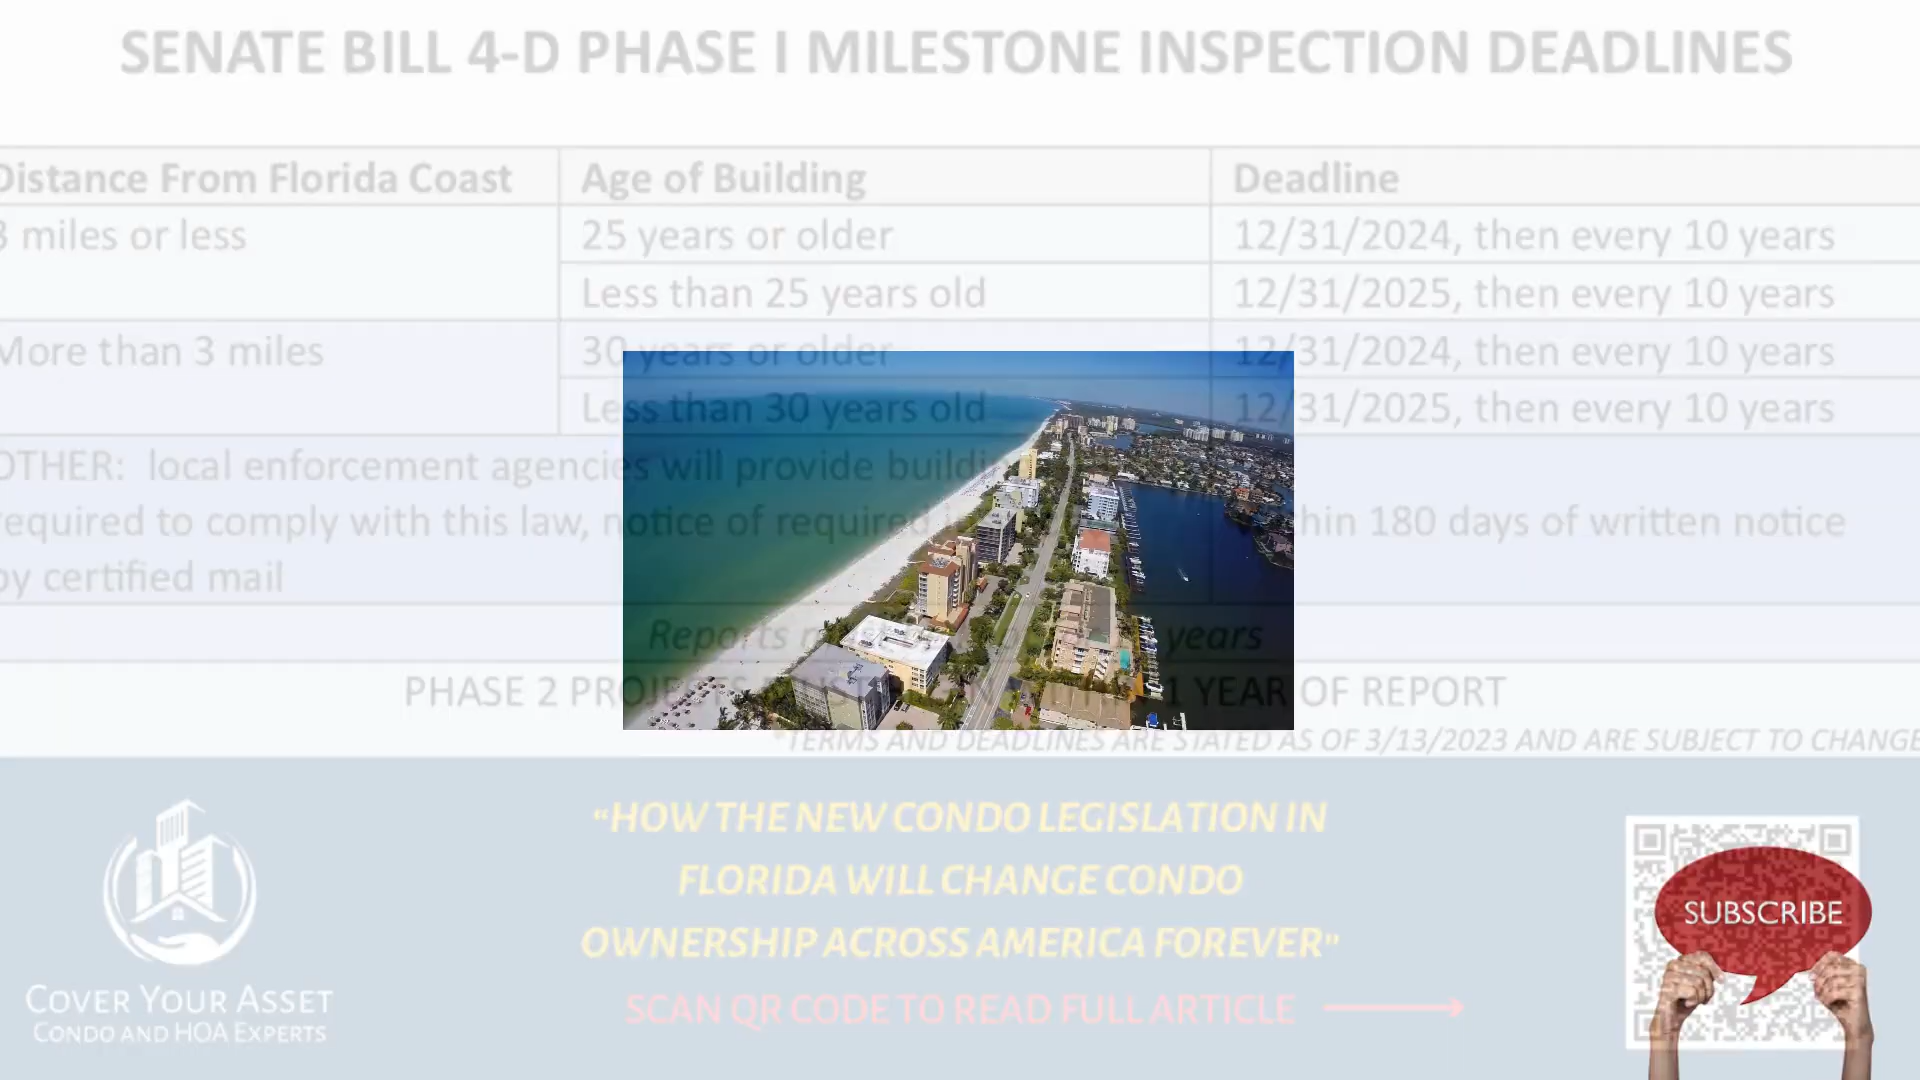 SENATE BILL 4-D PHASE I MILESTONE INSPECTION DEADLINES
Distance From Florida Coast Age of Building Deadline
3 miles or less 25 years or older 12/31/2024, then every 10 years
Less than 25 years old 12/31/2025, then every 10 years
More than 3 miles 30 years or older 12/31/2024, then every 10 years
Less than 30 years old 12/31/2025, then every 10 years
OTHER: local enforcement agencies will provide
required to comply with this law, notice of required hin 180 days of written notice
by certified mail
Reports years
PHASE 2 1 YEAR OF REPORT
*TERMS AND DEADLINES ARE STATED AS OF 3/13/2023 AND ARE SUBJECT TO CHANGE
“HOW THE NEW CONDO LEGISLATION IN
FLORIDA WILL CHANGE CONDO
OWNERSHIP ACROSS AMERICA FOREVER”
SCAN QR CODE TO READ FULL ARTICLE
COVER YOUR ASSET
CONDO AND HOA EXPERTS
SUBSCRIBE